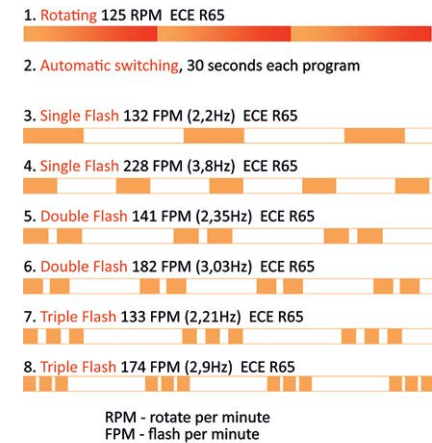 1. Rotating 125 RPM ECE R65
2. Automatic switching, 30 seconds each program
3. Single Flash 132 FPM (2,2Hz) ECE R65
4. Single Flash 228 FPM (3,8Hz) ECE R65
5. Double Flash 141 FPM (2,35Hz) ECE R65
6. Double Flash 182 FPM (3,03Hz) ECE R65
7. Triple Flash 133 FPM (2,21Hz) ECE R65
8. Triple Flash 174 FPM (2,9Hz) ECE R65
RPM - rotate per minute
FPM - flash per minute